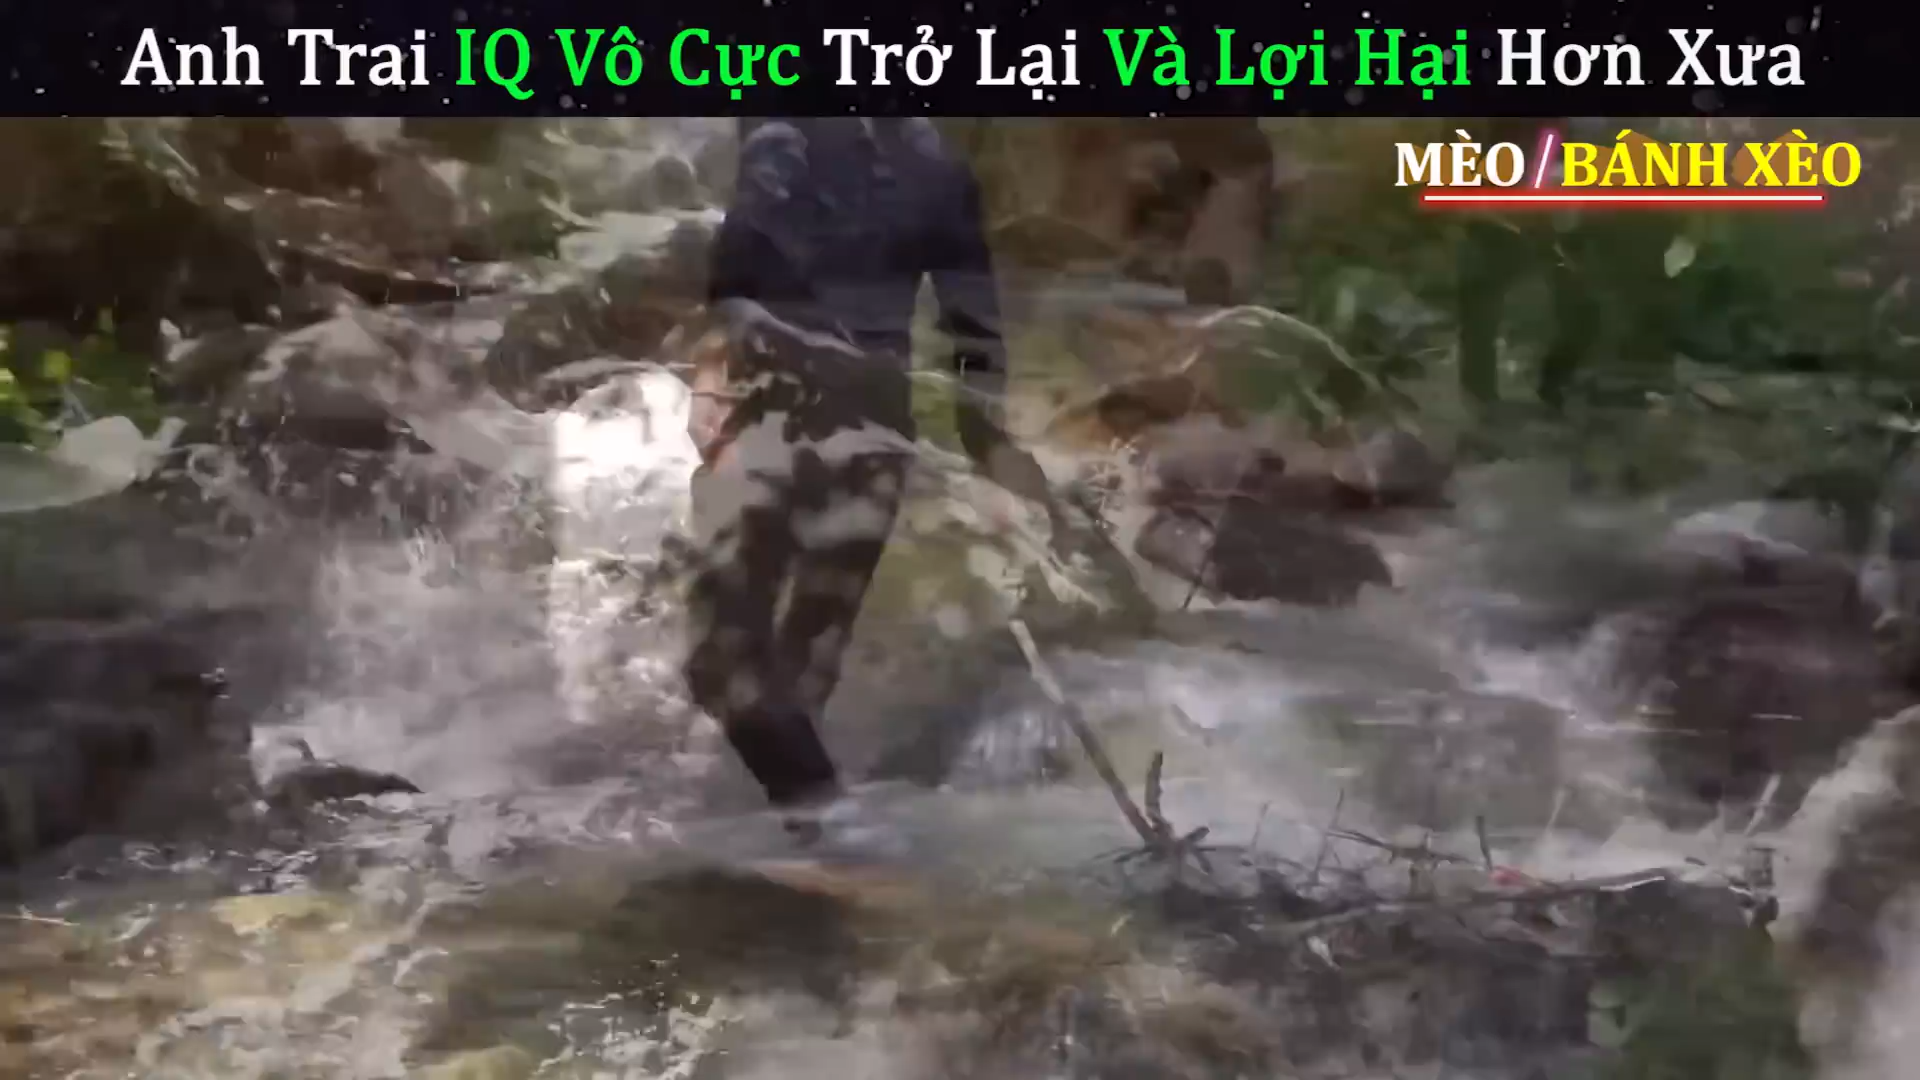 Anh Trai IQ Vô Cực Trở Lại Và Lợi Hại Hơn Xưa
MÈO/BÁNH XÈO